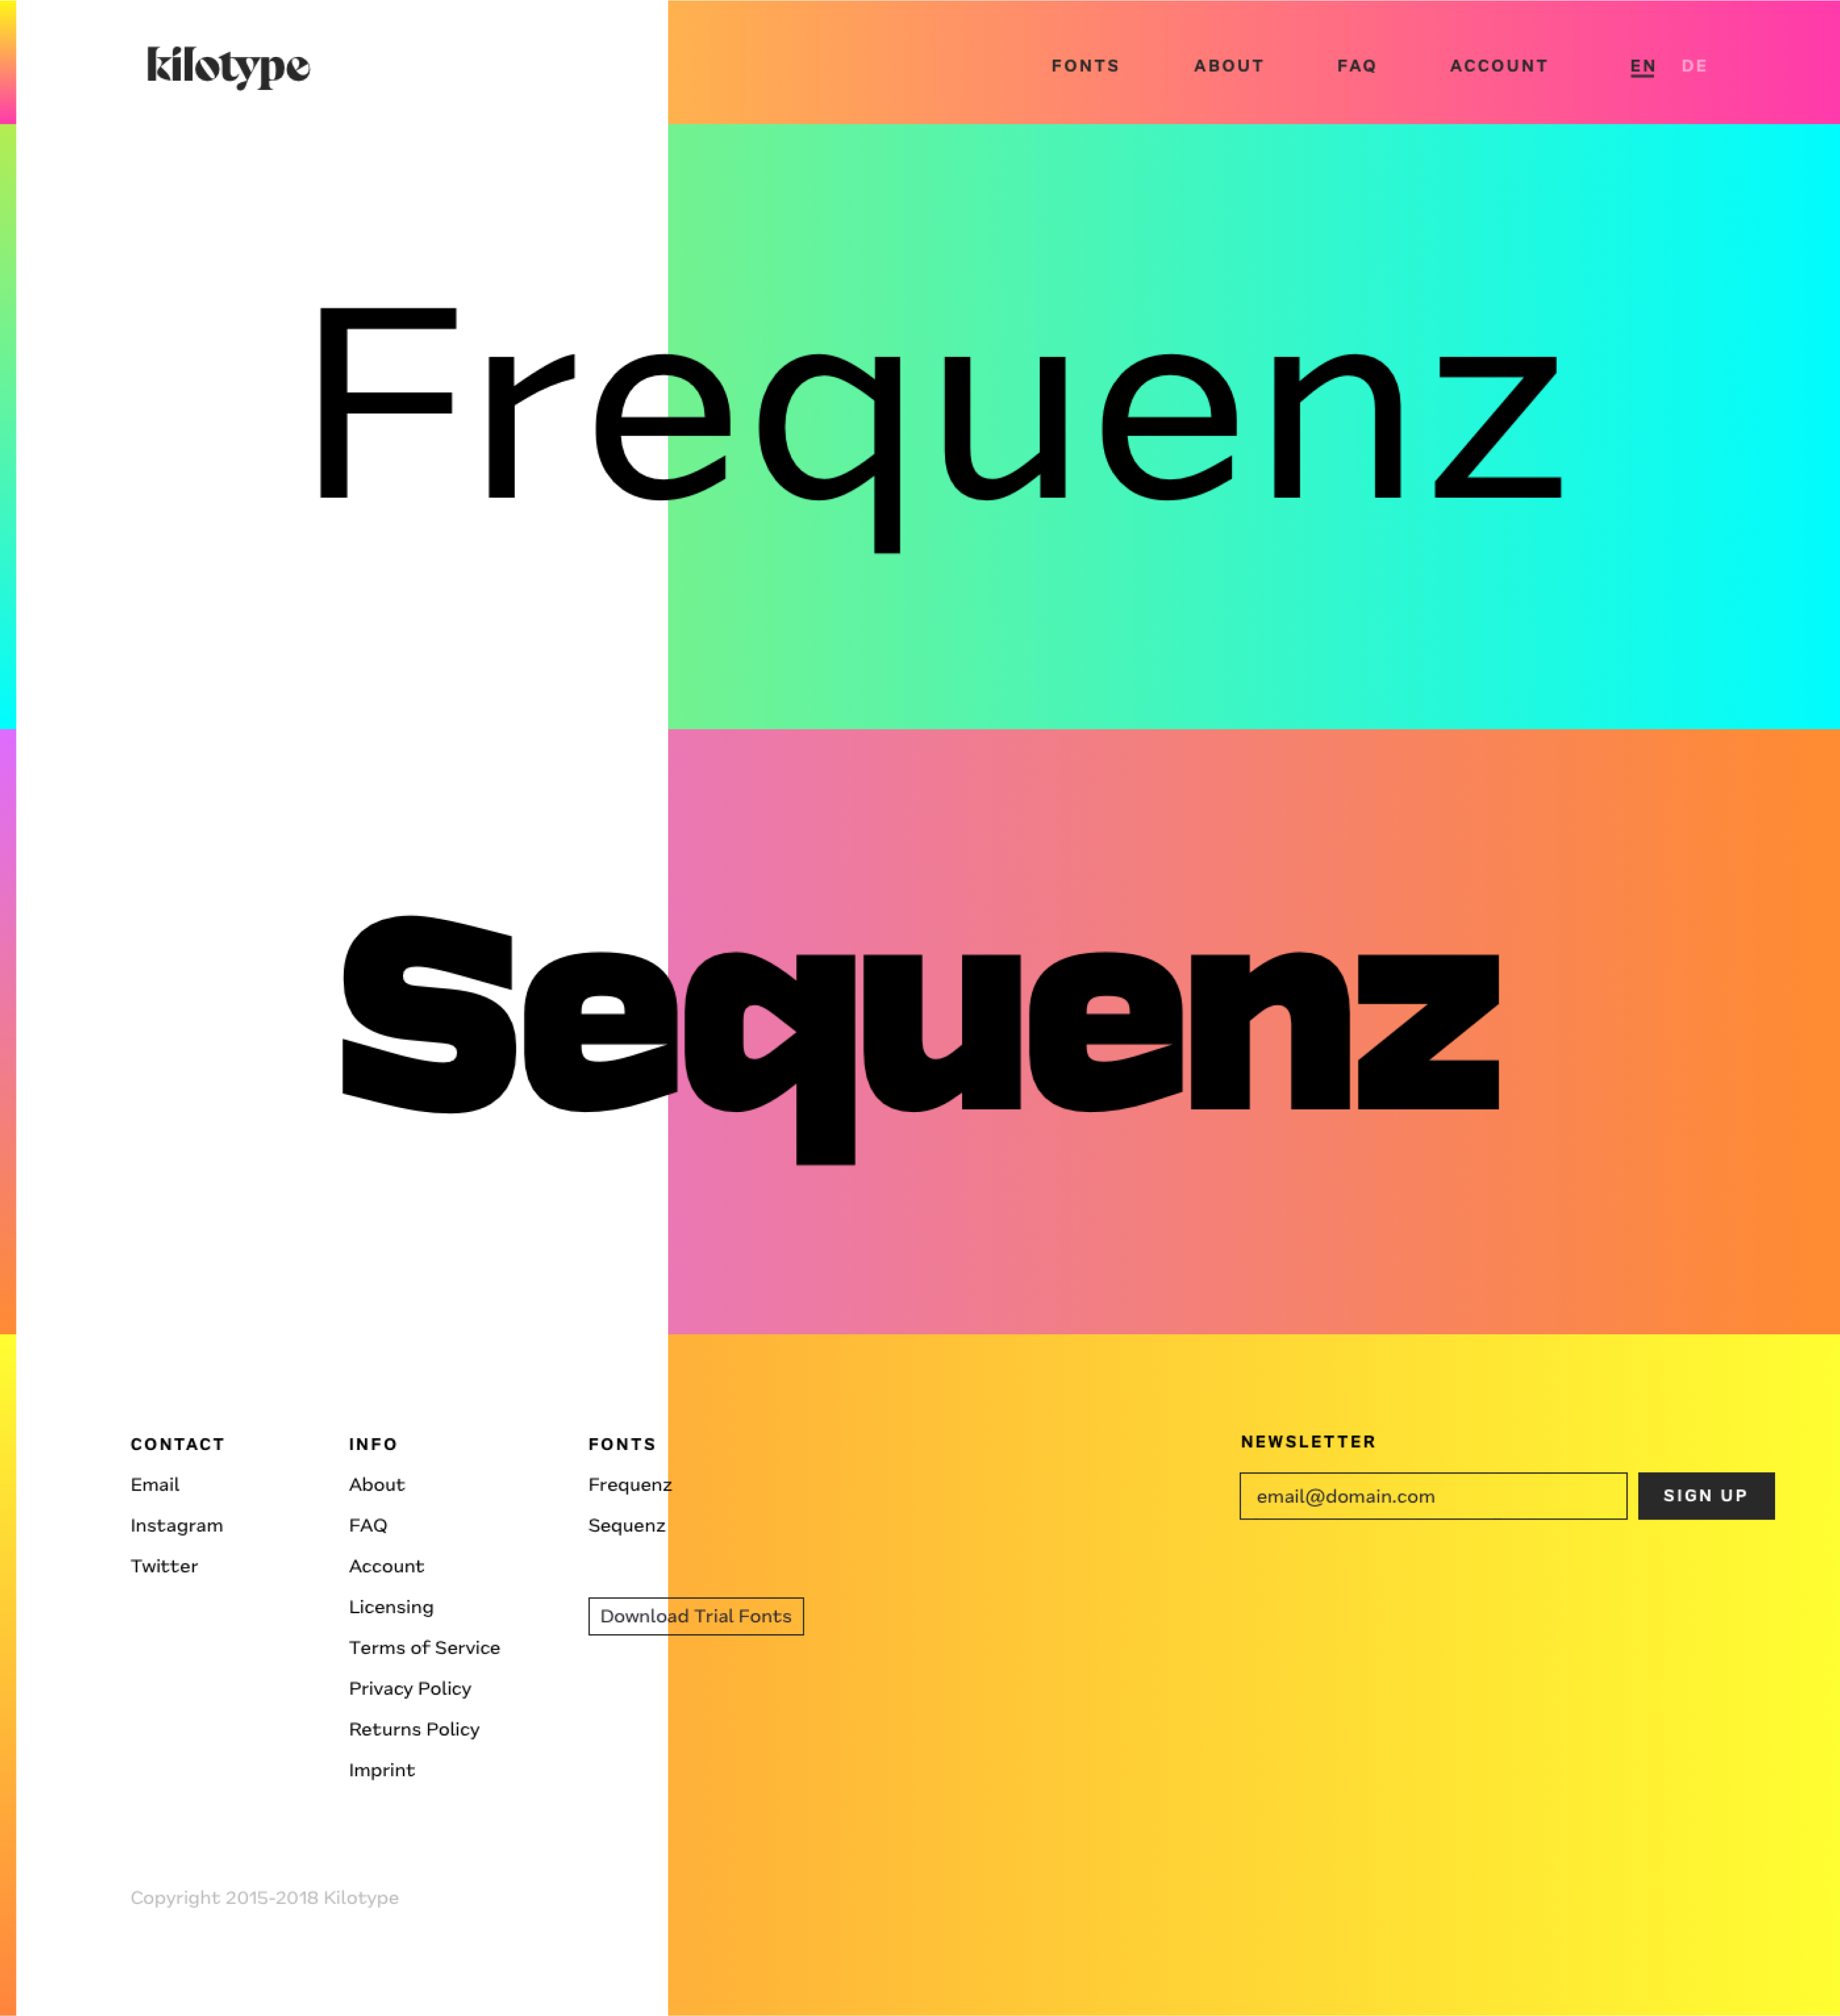 kilotype
FONTS ABOUT FAQ ACCOUNT EN DE
Frequenz
Sequenz
CONTACT
Email
Instagram
Twitter
INFO
About
FAQ
Account
Licensing
Terms of Service
Privacy Policy
Returns Policy
Imprint
FONTS
Frequenz
Sequenz
Download Trial Fonts
NEWSLETTER
email@domain.com SIGN UP
Copyright 2015-2018 Kilotype